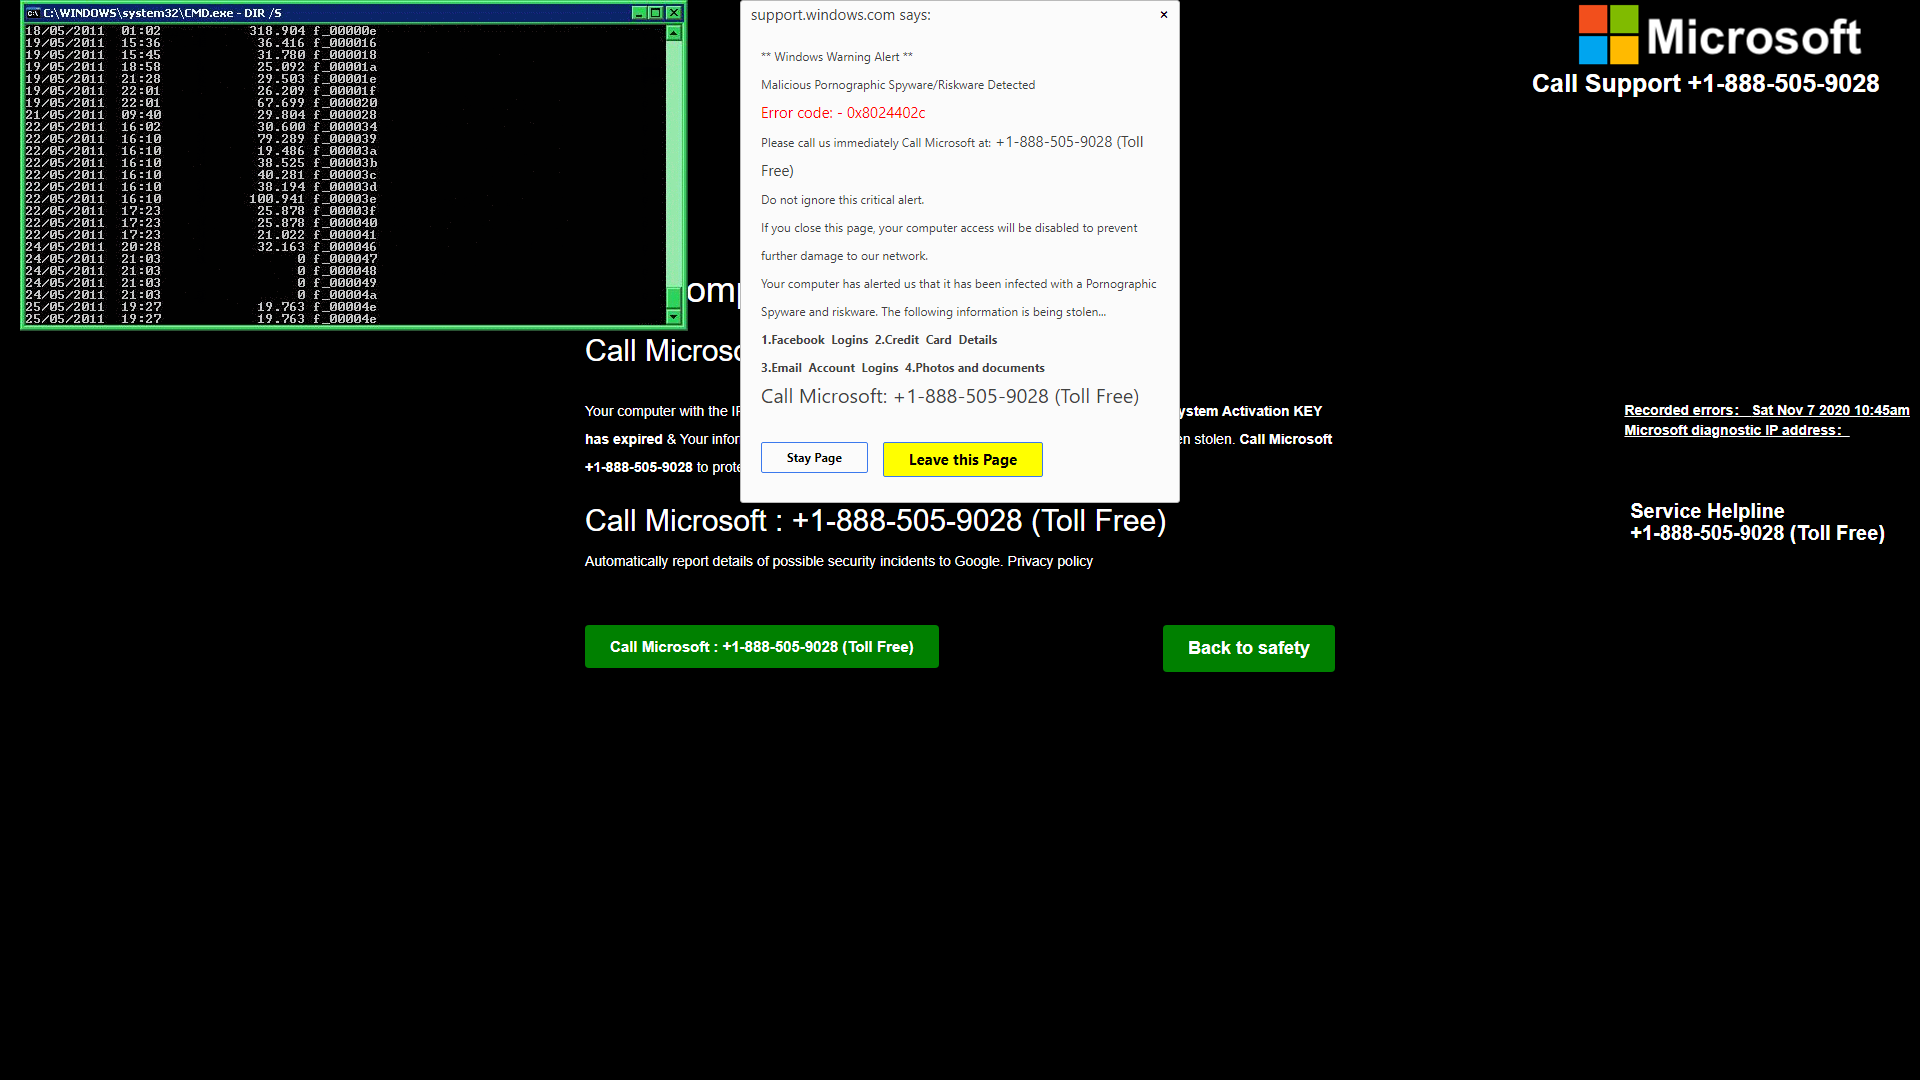 C:\WINDOWS\system32\CMD.exe - DIR /S
18/05/2011 01:02 318.904 f_00000e
19/05/2011 15:36 36.416 f_000016
19/05/2011 15:45 31.780 f_000018
19/05/2011 18:58 25.092 f_00001a
19/05/2011 21:28 29.503 f_00001e
19/05/2011 22:01 26.209 f_00001f
19/05/2011 22:01 67.699 f_000020
21/05/2011 09:40 29.804 f_000028
22/05/2011 16:02 30.600 f_000034
22/05/2011 16:10 79.289 f_000039
22/05/2011 16:10 19.486 f_00003a
22/05/2011 16:10 38.525 f_00003b
22/05/2011 16:10 40.281 f_00003c
22/05/2011 16:10 38.194 f_00003d
22/05/2011 16:10 100.941 f_00003e
22/05/2011 17:23 25.878 f_00003f
22/05/2011 17:23 25.878 f_000040
22/05/2011 17:23 21.022 f_000041
24/05/2011 20:28 32.163 f_000046
24/05/2011 21:03 0 f_000047
24/05/2011 21:03 0 f_000048
24/05/2011 21:03 0 f_000049
24/05/2011 21:03 0 f_00004a
25/05/2011 19:27 19.763 f_00004e
25/05/2011 19:27 19.763 f_00004e
support.windows.com says:
** Windows Warning Alert **
Malicious Pornographic Spyware/Riskware Detected
Error code: - 0x8024402c
Please call us immediately Call Microsoft at: +1-888-505-9028 (Toll
Free)
Do not ignore this critical alert.
If you close this page, your computer access will be disabled to prevent
further damage to our network.
Your computer has alerted us that it has been infected with a Pornographic
Spyware and riskware. The following information is being stolen...
1.Facebook Logins 2.Credit Card Details
3.Email Account Logins 4.Photos and documents
Call Microsoft: +1-888-505-9028 (Toll Free)
Stay Page
Leave this Page
Microsoft
Call Support +1-888-505-9028
Call Micros
Your computer with the ystem Activation KEY
has expired & Your infor en stolen. Call Microsoft
+1-888-505-9028 to prote
Call Microsoft : +1-888-505-9028 (Toll Free)
Automatically report details of possible security incidents to Google. Privacy policy
Call Microsoft : +1-888-505-9028 (Toll Free)
Back to safety
Recorded errors: Sat Nov 7 2020 10:45am
Microsoft diagnostic IP address:
Service Helpline
+1-888-505-9028 (Toll Free)